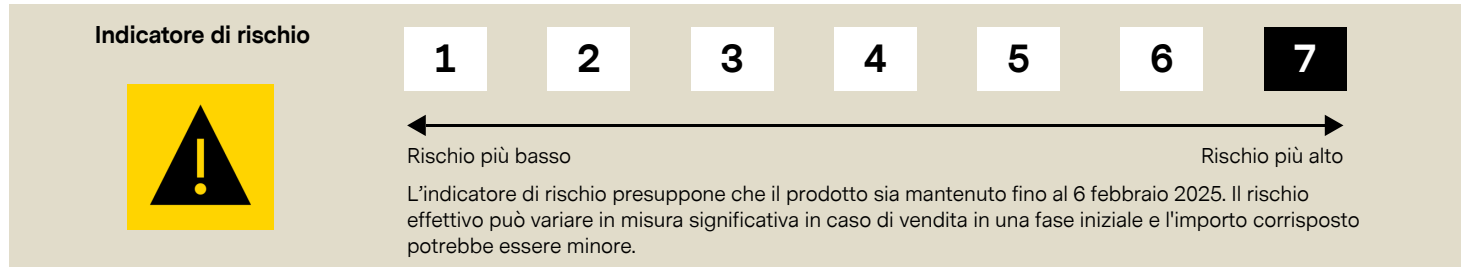 Indicatore di rischio
1 2 3 4 5 6 7
Rischio più basso
Rischio più alto
L’indicatore di rischio presuppone che il prodotto sia mantenuto fino al 6 febbraio 2025. Il rischio
effettivo può variare in misura significativa in caso di vendita in una fase iniziale e l'importo corrisposto
potrebbe essere minore.